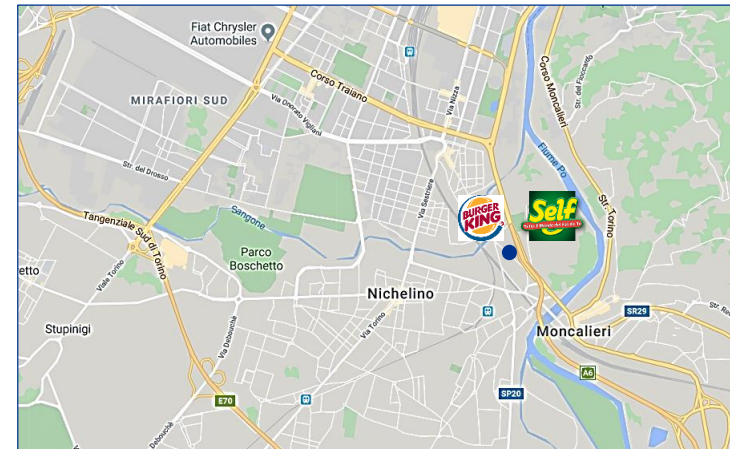 Fiat Chrysler
Automobiles
Corso Traiano
MIRAFIORI SUD
Via Onorato Vigliani
Via Nizza
Corso Moncalieri
Str. del Fioccardo
Fiume Po
Str. del Drosso
Via Sestriere
Str. Torino
BURGER
KING
Self
Tangenziale Sud di Torino
Sangone
Parco
Boschetto
etto
Viale Torino
Nichelino
Stupinigi
Via Debouchè
Via Torino
SR29
Moncalieri
A6
E70
SP20
Debouchè